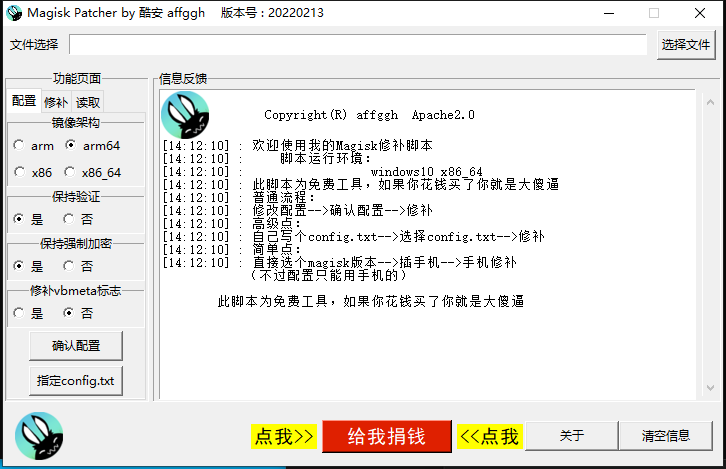 Magisk Patcher by 酷安 affggh    版本号 : 20220213
文件选择
选择文件
功能页面
配置 修补 读取
镜像架构
arm arm64
x86 x86_64
保持验证
是 否
保持强制加密
是 否
修补vbmeta标志
是 否
确认配置
指定config.txt
信息反馈
Copyright(R) affggh  Apache2.0
[14:12:10] : 欢迎使用我的Magisk修补脚本
[14:12:10] :     脚本运行环境：
[14:12:10] :                 windows10 x86_64
[14:12:10] : 此脚本为免费工具，如果你花钱买了你就是大傻逼
[14:12:10] : 普通流程：
[14:12:10] : 修改配置-->确认配置-->修补
[14:12:10] : 高级点：
[14:12:10] : 自己写个config.txt-->选择config.txt-->修补
[14:12:10] : 简单点：
[14:12:10] : 直接选个magisk版本-->插手机-->手机修补
（不过配置只能用手机的）
此脚本为免费工具，如果你花钱买了你就是大傻逼
点我>> 给我捐钱 <<点我 关于 清空信息